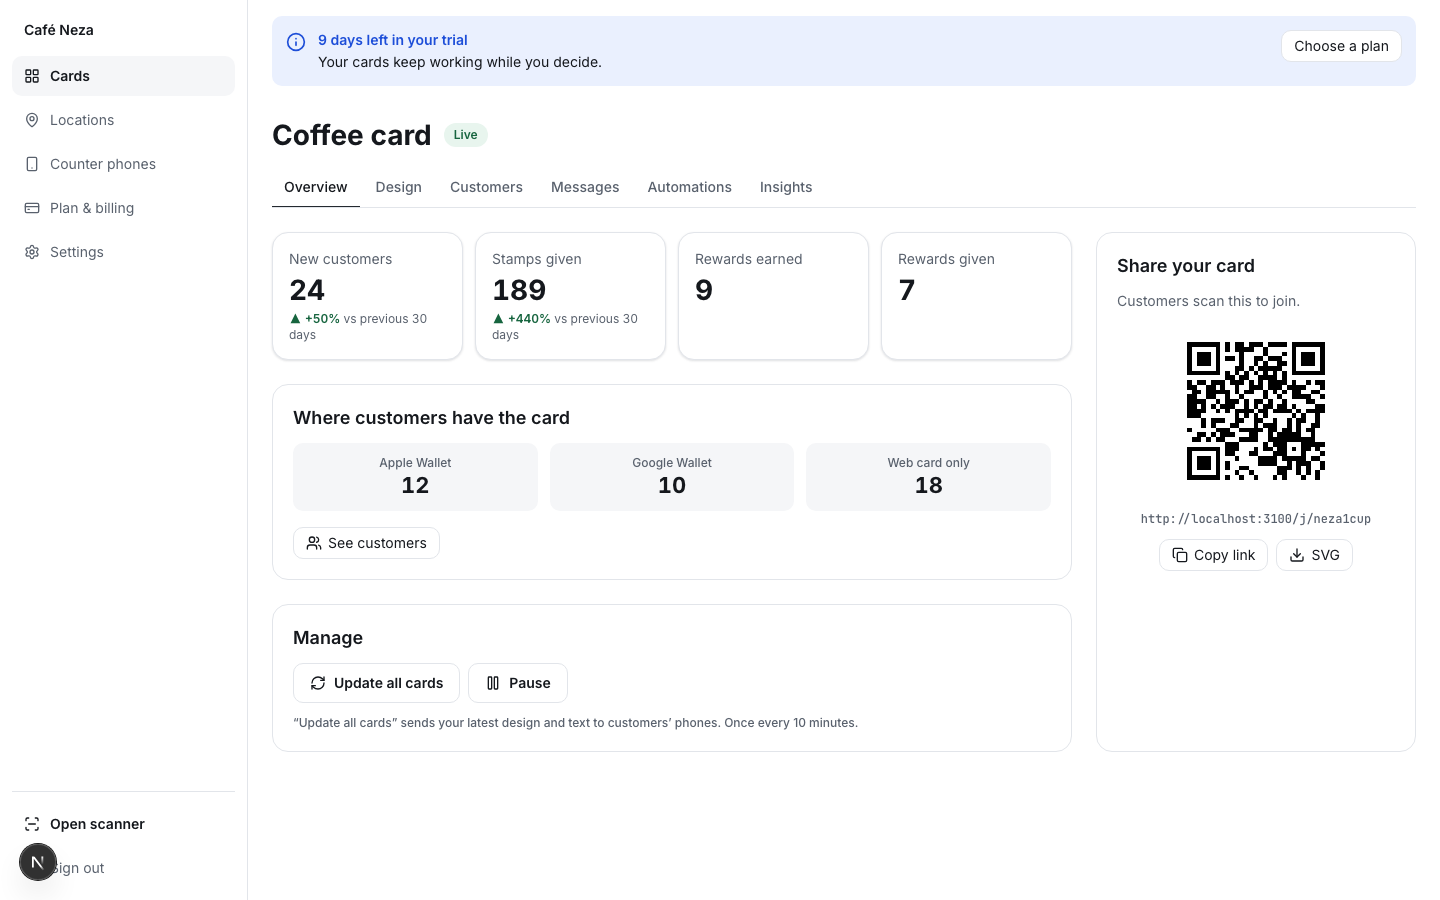 Café Neza
Cards
Locations
Counter phones
Plan & billing
Settings
Open scanner
Sign out
9 days left in your trial
Your cards keep working while you decide.
Choose a plan
Coffee card
Live
Overview
Design
Customers
Messages
Automations
Insights
New customers
24
▲ +50% vs previous 30
days
Stamps given
189
▲ +440% vs previous 30
days
Rewards earned
9
Rewards given
7
Where customers have the card
Apple Wallet
12
Google Wallet
10
Web card only
18
See customers
Manage
Update all cards
Pause
“Update all cards” sends your latest design and text to customers’ phones. Once every 10 minutes.
Share your card
Customers scan this to join.
http://localhost:3100/j/neza1cup
Copy link
SVG
N